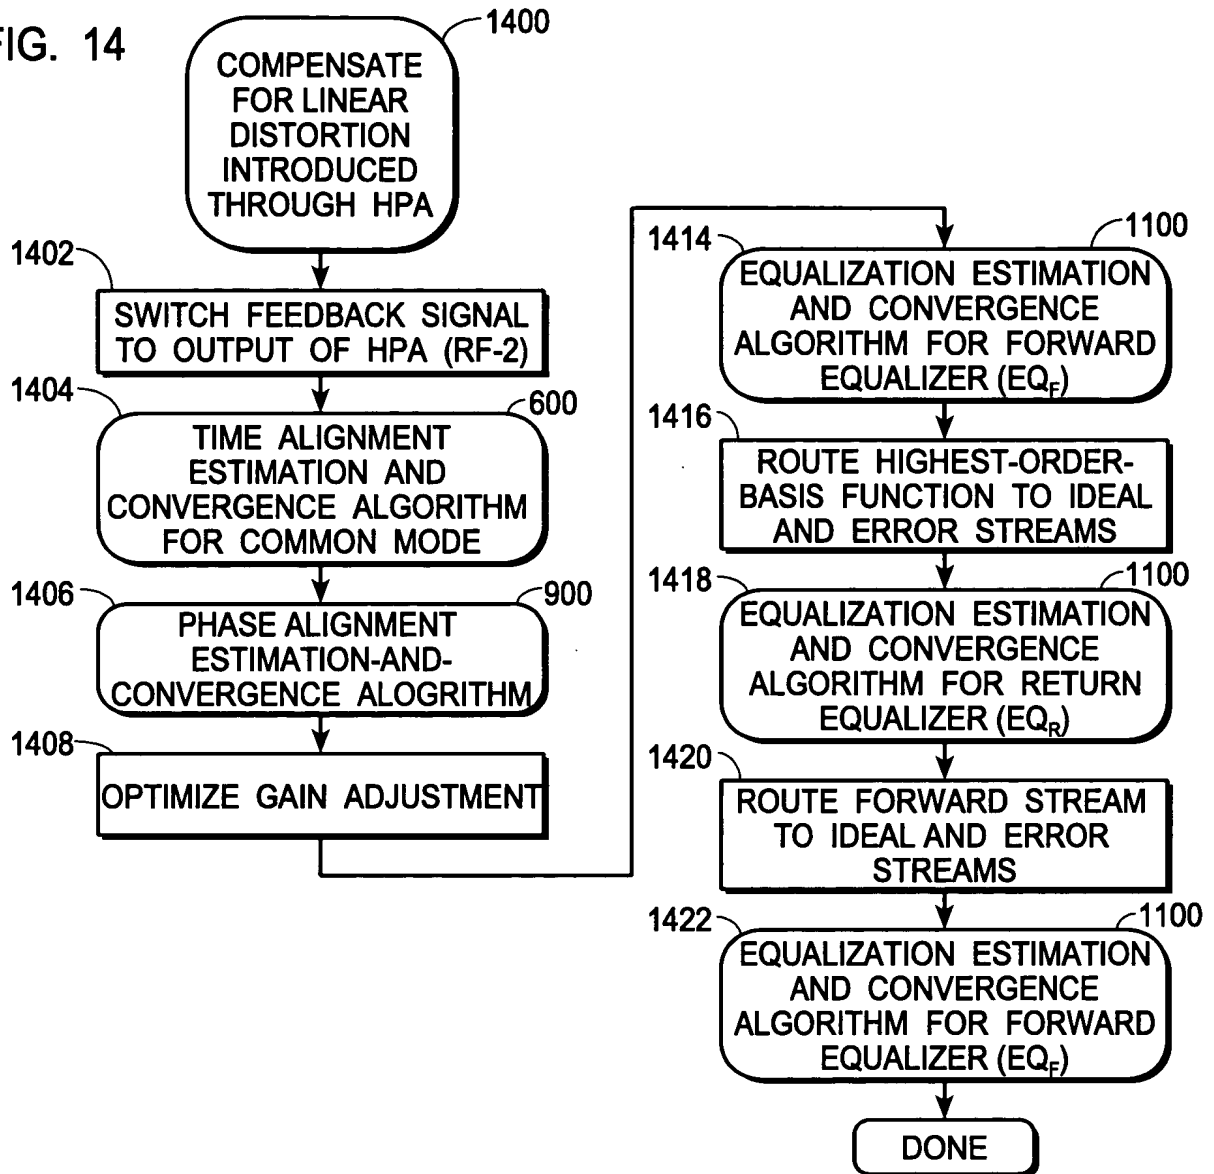 FIG. 14
1400
COMPENSATE
FOR LINEAR
DISTORTION
INTRODUCED
THROUGH HPA
1402
SWITCH FEEDBACK SIGNAL
TO OUTPUT OF HPA (RF-2)
1404
600
TIME ALIGNMENT
ESTIMATION AND
CONVERGENCE ALGORITHM
FOR COMMON MODE
1406
900
PHASE ALIGNMENT
ESTIMATION-AND-
CONVERGENCE ALOGRITHM
1408
OPTIMIZE GAIN ADJUSTMENT
1414
1100
EQUALIZATION ESTIMATION
AND CONVERGENCE
ALGORITHM FOR FORWARD
EQUALIZER (EQF)
1416
ROUTE HIGHEST-ORDER-
BASIS FUNCTION TO IDEAL
AND ERROR STREAMS
1418
1100
EQUALIZATION ESTIMATION
AND CONVERGENCE
ALGORITHM FOR RETURN
EQUALIZER (EQR)
1420
ROUTE FORWARD STREAM
TO IDEAL AND ERROR
STREAMS
1422
1100
EQUALIZATION ESTIMATION
AND CONVERGENCE
ALGORITHM FOR FORWARD
EQUALIZER (EQF)
DONE